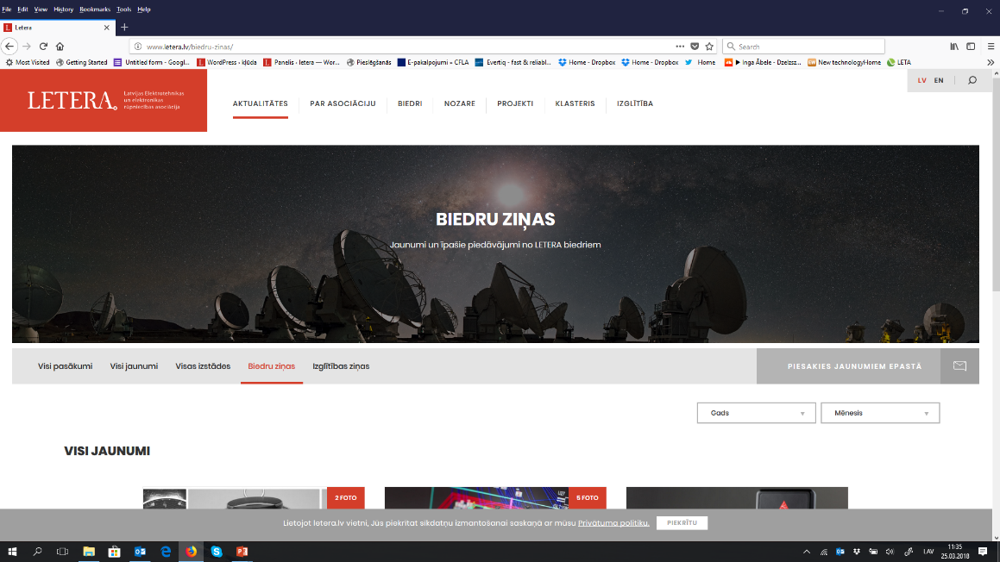 File Edit View History Bookmarks Tools Help
Letera
www.letera.lv/biedru-zinas/
Search
Most Visited Getting Started Untitled form - Googl... WordPress › kļūda Panelis ‹ letera — Wor... Pieslēgšanās E-pakalpojumi » CFLA Evertiq - fast & reliabl... Home - Dropbox Home - Dropbox Home Inga Ābele - Dzelzsz... New technologyHome LETA
LV EN
LETERA
Latvijas Elektrotehnikas
un elektronikas
rūpniecības asociācija
AKTUALITĀTES PAR ASOCIĀCIJU BIEDRI NOZARE PROJEKTI KLASTERIS IZGLĪTĪBA
BIEDRU ZIŅAS
Jaunumi un īpašie piedāvājumi no LETERA biedriem
Visi pasākumi Visi jaunumi Visas izstādes Biedru ziņas Izglītības ziņas
PIESAKIES JAUNUMIEM EPASTĀ
Gads Mēnesis
VISI JAUNUMI
2 FOTO 5 FOTO
Lietojot letera.lv vietni, Jūs piekrītat sīkdatņu izmantošanai saskaņā ar mūsu Privātuma politiku. PIEKRĪTU
LAV
11:35
25.03.2018